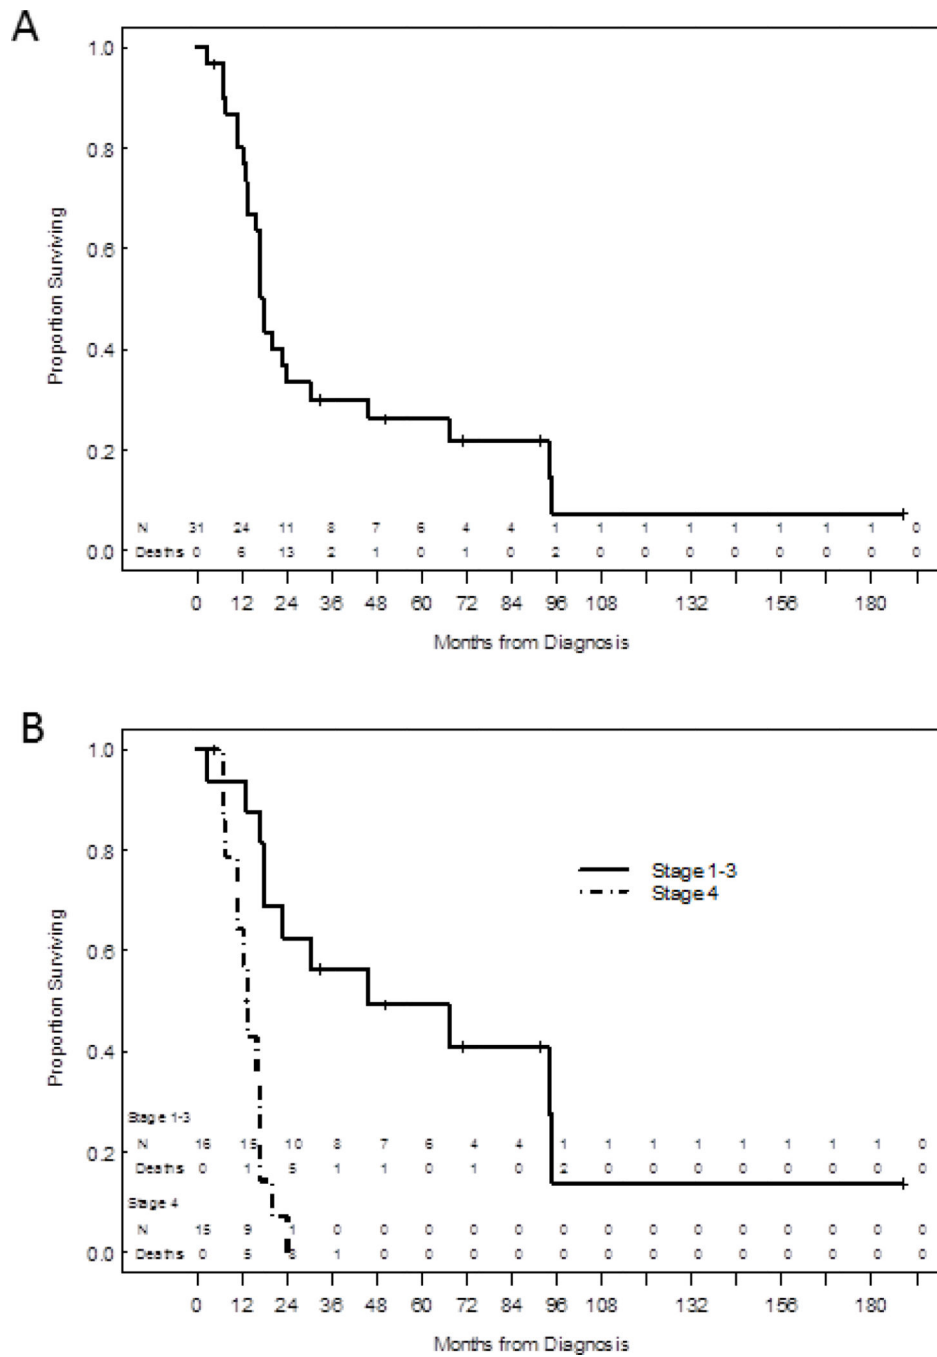 A
1.0
0.8
0.6
0.4
0.2
0.0
Proportion Surviving
N 31 24 11 8 7 6 4 4 1 1 1 1 1 1 1 1 0
Deaths 0 6 13 2 1 0 1 0 2 0 0 0 0 0 0 0 0
0 12 24 36 48 60 72 84 96 108 132 156 180
Months from Diagnosis
B
1.0
0.8
0.6
0.4
0.2
0.0
Proportion Surviving
Stage 1-3
Stage 4
Stage 1-3
N 16 15 10 8 7 6 4 4 1 1 1 1 1 1 1 1 0
Deaths 0 1 5 1 1 0 1 0 2 0 0 0 0 0 0 0 0
Stage 4
N 15 9 1 0 0 0 0 0 0 0 0 0 0 0 0 0 0
Deaths 0 5 8 1 0 0 0 0 0 0 0 0 0 0 0 0 0
0 12 24 36 48 60 72 84 96 108 132 156 180
Months from Diagnosis